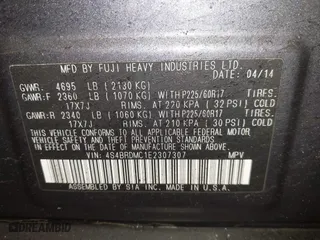 MFD BY FUJI HEAVY INDUSTRIES LTD.
DATE 04/14
GVWR: 4695 LB (2130 KG)
GAWR:F 2360 LB (1070 KG) WITH P225/60R17 TIRES.
17X7J RIMS. AT 220 KPA (32 PSI) COLD
GAWR:R 2340 LB (1060 KG) WITH P225/60R17 TIRES.
17X7J RIMS. AT 210 KPA (30 PSI) COLD
THIS VEHICLE CONFORMS TO ALL APPLICABLE FEDERAL MOTOR
VEHICLE SAFETY AND THEFT PREVENTION STANDARDS IN
EFFECT ON THE DATE OF MANUFACTURE SHOWN ABOVE.
VIN: 4S4BRDMC1E2307307 MPV
ASSEMBLED BY SIA INC. MADE IN U.S.A.
© DREAMBID